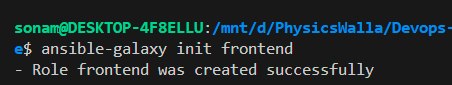 sonam@DESKTOP-4F8ELLU:/mnt/d/PhysicsWalla/Devops-
e$ ansible-galaxy init frontend
- Role frontend was created successfully